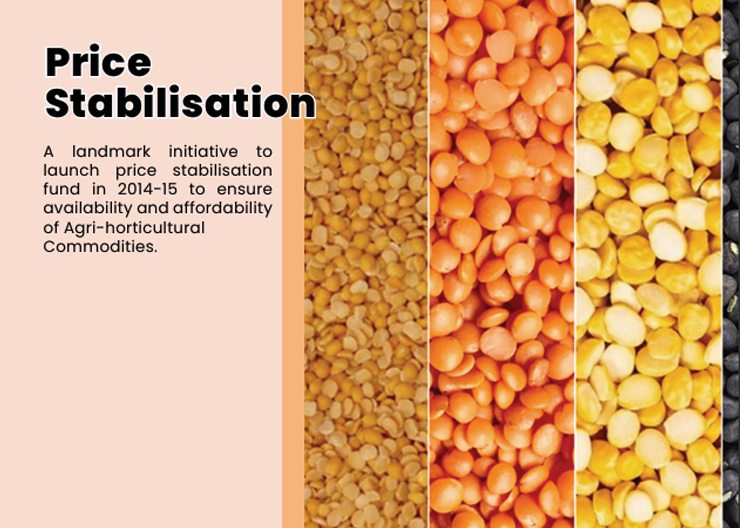 Price
Stabilisation
A landmark initiative to
launch price stabilisation
fund in 2014-15 to ensure
availability and affordability
of Agri-horticultural
Commodities.